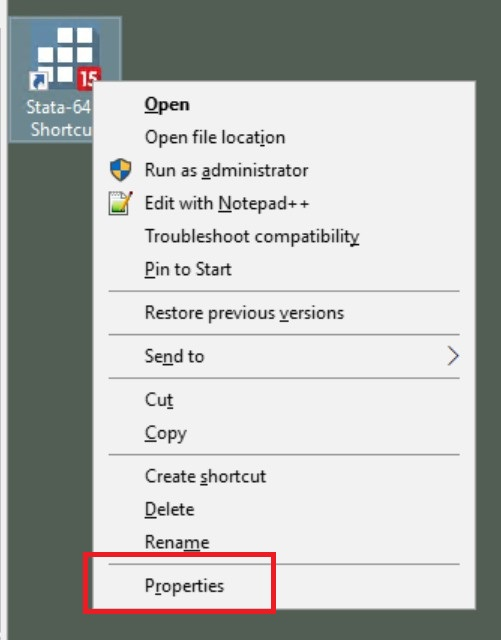 15
Stata-64
Shortcu
Open
Open file location
Run as administrator
Edit with Notepad++
Troubleshoot compatibility
Pin to Start
Restore previous versions
Send to
Cut
Copy
Create shortcut
Delete
Rename
Properties